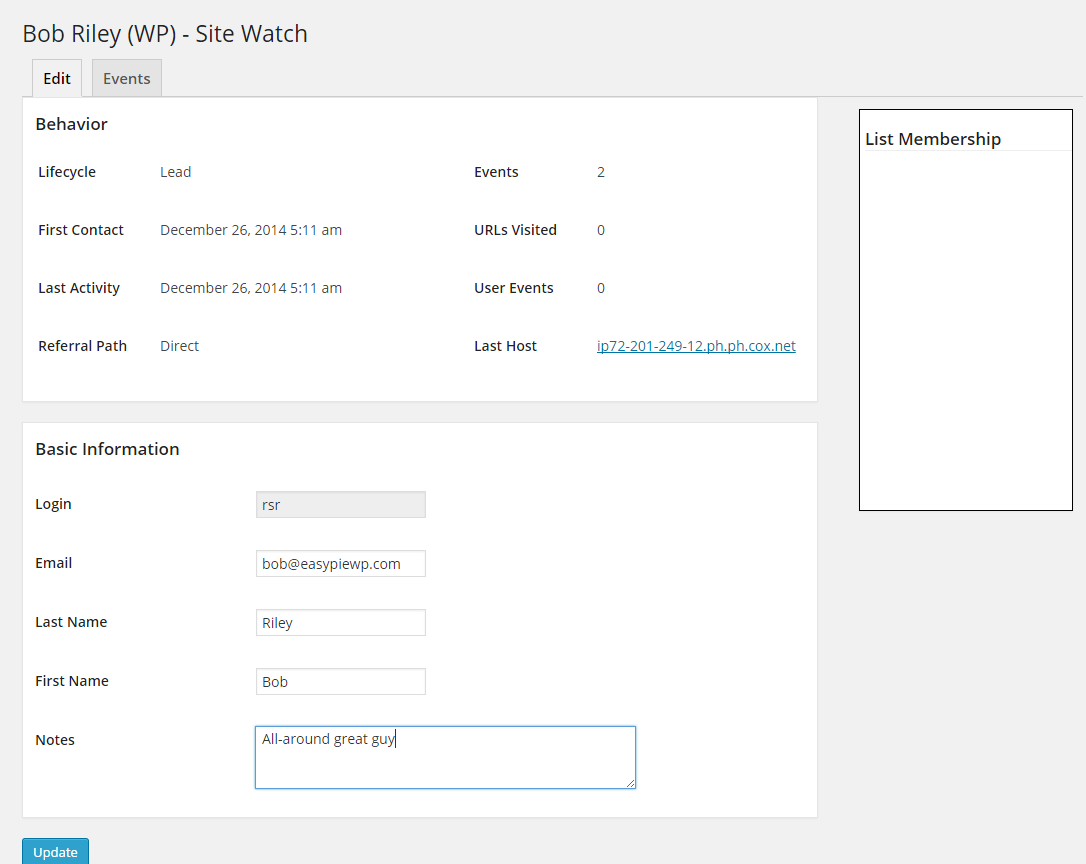 Bob Riley (WP) - Site Watch
Edit Events
Behavior
Lifecycle Lead Events 2
First Contact December 26, 2014 5:11 am URLs Visited 0
Last Activity December 26, 2014 5:11 am User Events 0
Referral Path Direct Last Host ip72-201-249-12.ph.ph.cox.net
Basic Information
Login rsr
Email bob@easypiewp.com
Last Name Riley
First Name Bob
Notes All-around great guy
Update
List Membership